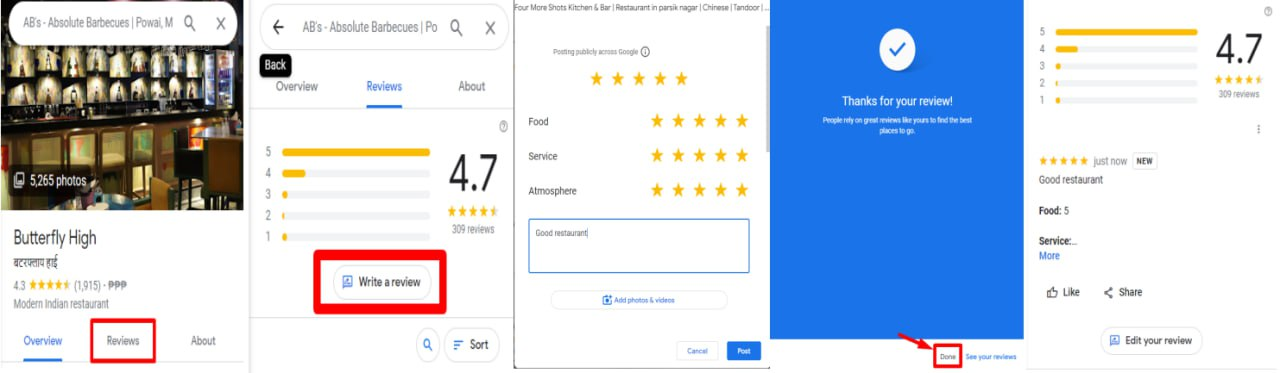 AB's - Absolute Barbecues | Powai, M
5,265 photos
Butterfly High
बटरफ्लाय हाई
4.3 (1,915) · ₱₱₱
Modern Indian restaurant
Overview Reviews About
AB's - Absolute Barbecues | Po
Back
Overview Reviews About
5
4
3
2
1
4.7
309 reviews
Write a review
Sort
Four More Shots Kitchen & Bar | Restaurant in parsik nagar | Chinese | Tandoor | ...
Posting publicly across Google
Food
Service
Atmosphere
Good restaurant
Add photos & videos
Cancel Post
Thanks for your review!
People rely on great reviews like yours to find the best
places to go.
Done See your reviews
5
4
3
2
1
4.7
309 reviews
just now NEW
Good restaurant
Food: 5
Service:...
More
Like Share
Edit your review